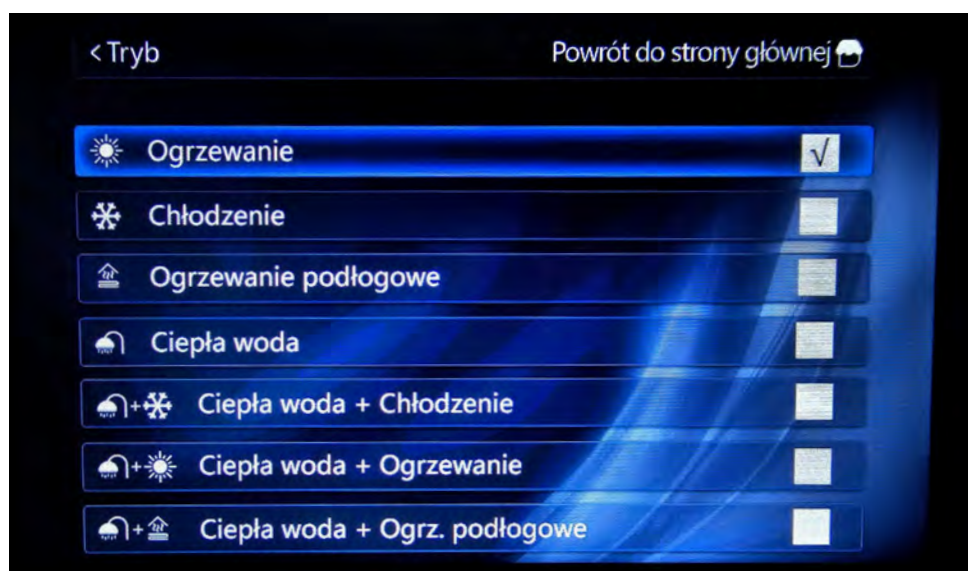 < Tryb
Powrót do strony głównej
Ogrzewanie √
Chłodzenie
Ogrzewanie podłogowe
Ciepła woda
+ Ciepła woda + Chłodzenie
+ Ciepła woda + Ogrzewanie
+ Ciepła woda + Ogrz. podłogowe